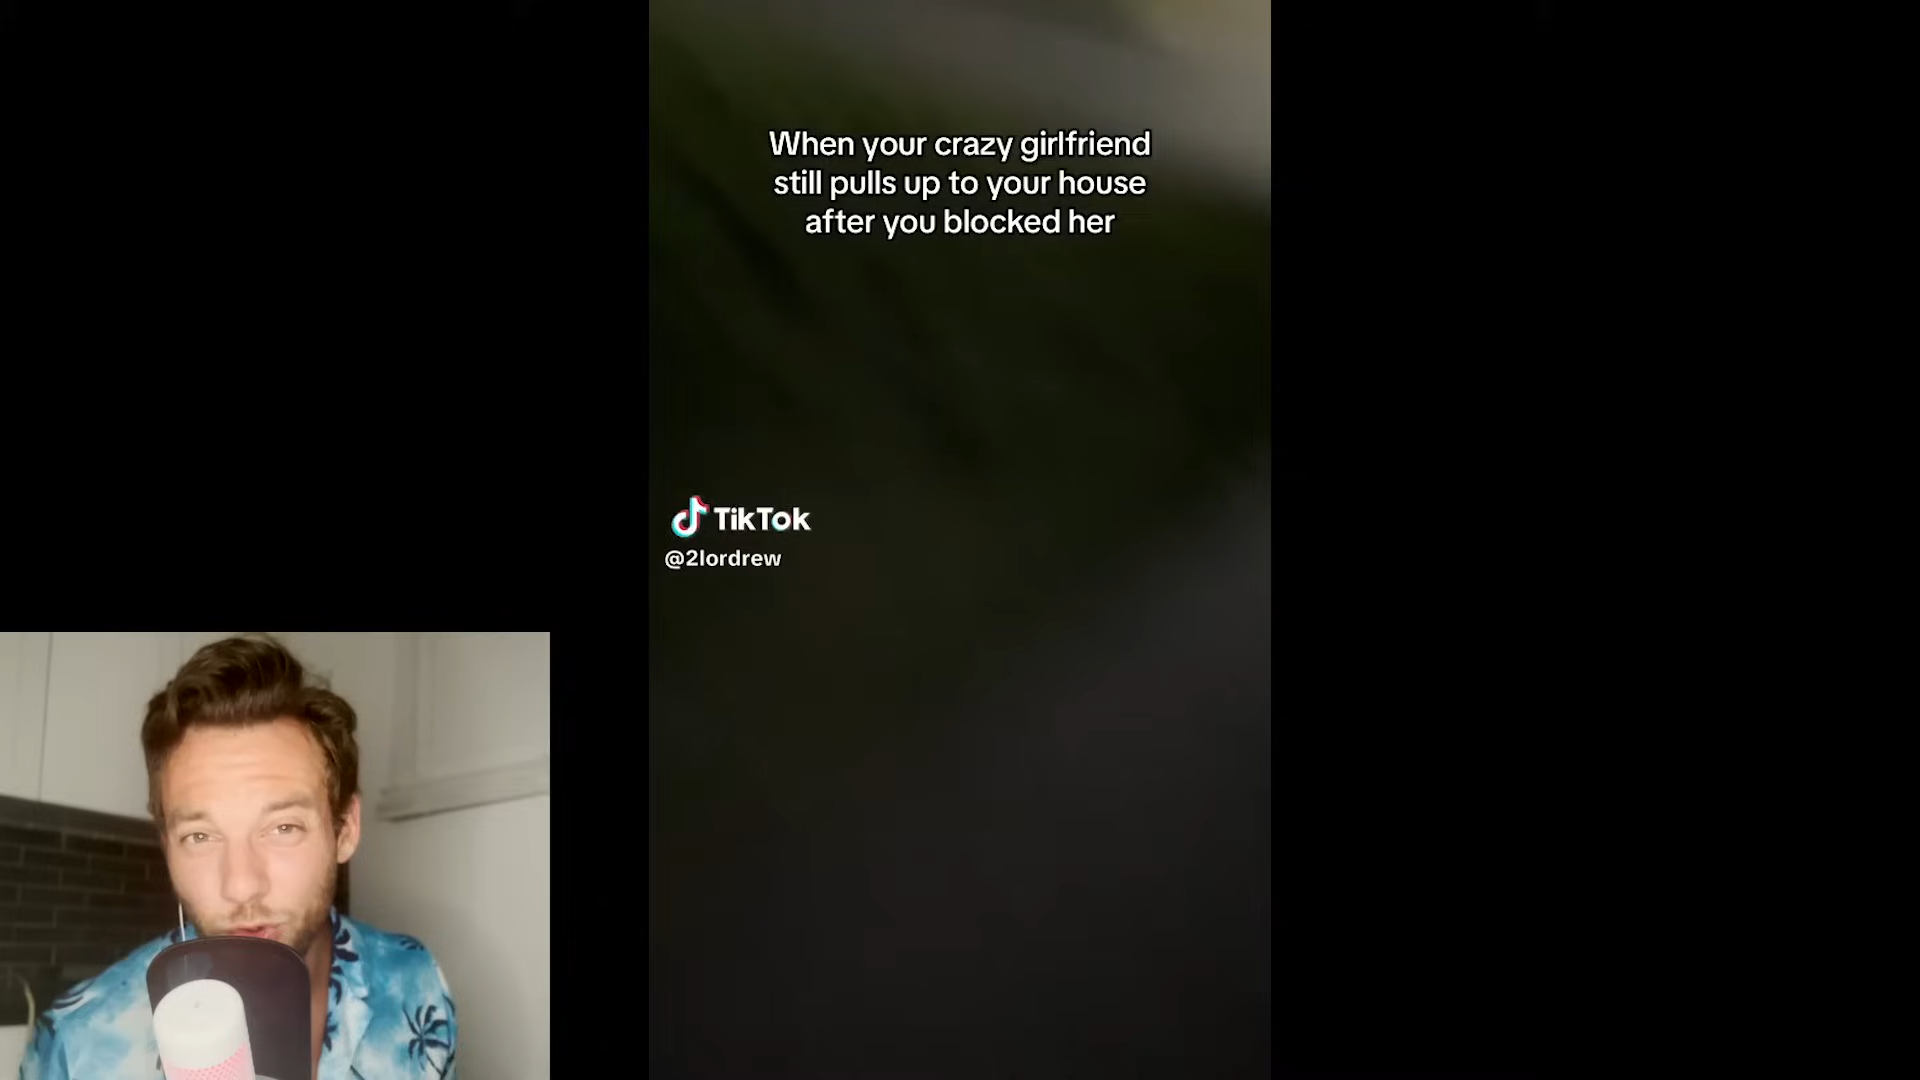 When your crazy girlfriend
still pulls up to your house
after you blocked her
TikTok
@2lordrew